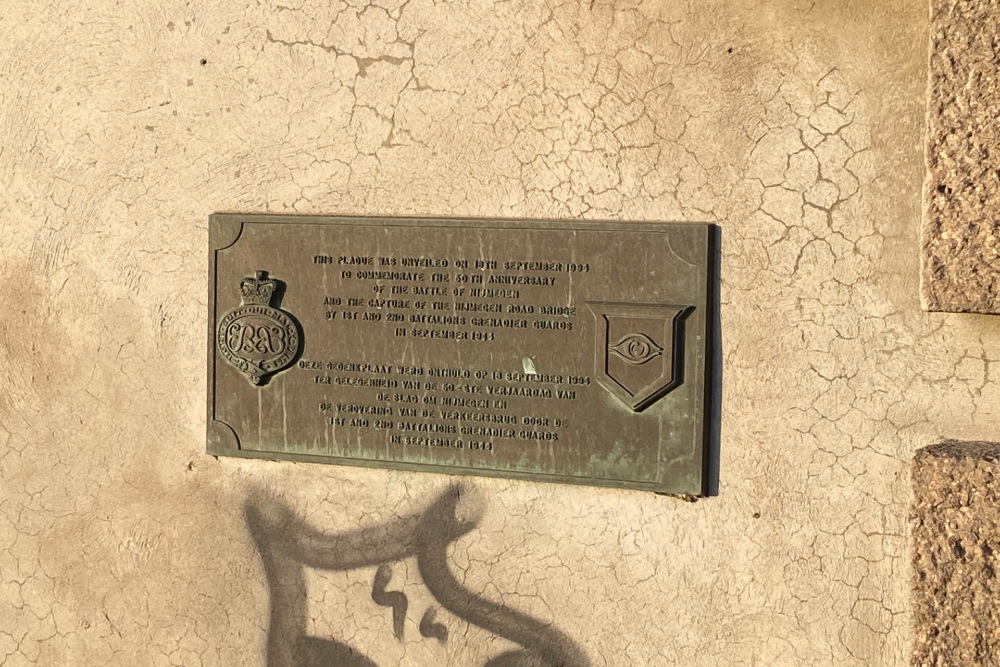 THIS PLAQUE WAS UNVEILED ON 18TH SEPTEMBER 1994
TO COMMEMORATE THE 50TH ANNIVERSARY
OF THE BATTLE OF NIJMEGEN
AND THE CAPTURE OF THE NIJMEGEN ROAD BRIDGE
BY 1ST AND 2ND BATTALIONS GRENADIER GUARDS
IN SEPTEMBER 1944
DEZE GEDENKPLAAT WERD ONTHULD OP 18 SEPTEMBER 1994
TER GELEGENHEID VAN DE 50-STE VERJAARDAG VAN
DE SLAG OM NIJMEGEN EN
DE VEROVERING VAN DE VERKEERSBRUG DOOR DE
1ST AND 2ND BATTALIONS GRENADIER GUARDS
IN SEPTEMBER 1944